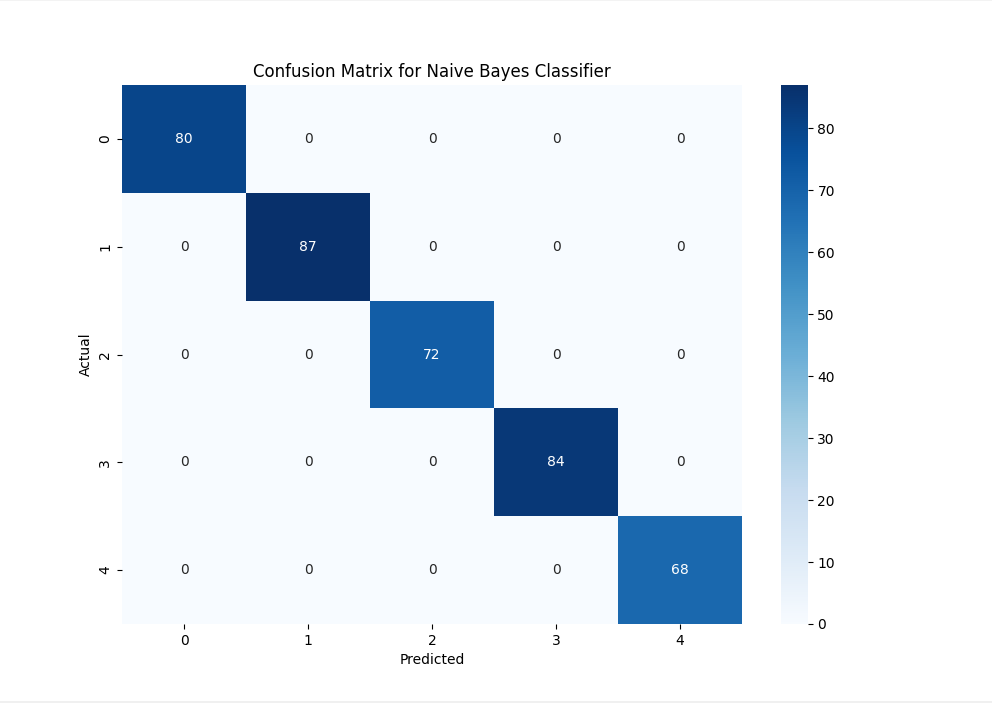 Confusion Matrix for Naive Bayes Classifier
0 80 0 0 0 0
1 0 87 0 0 0
2 0 0 72 0 0
3 0 0 0 84 0
4 0 0 0 0 68
Actual
0 1 2 3 4
Predicted
80
70
60
50
40
30
20
10
0